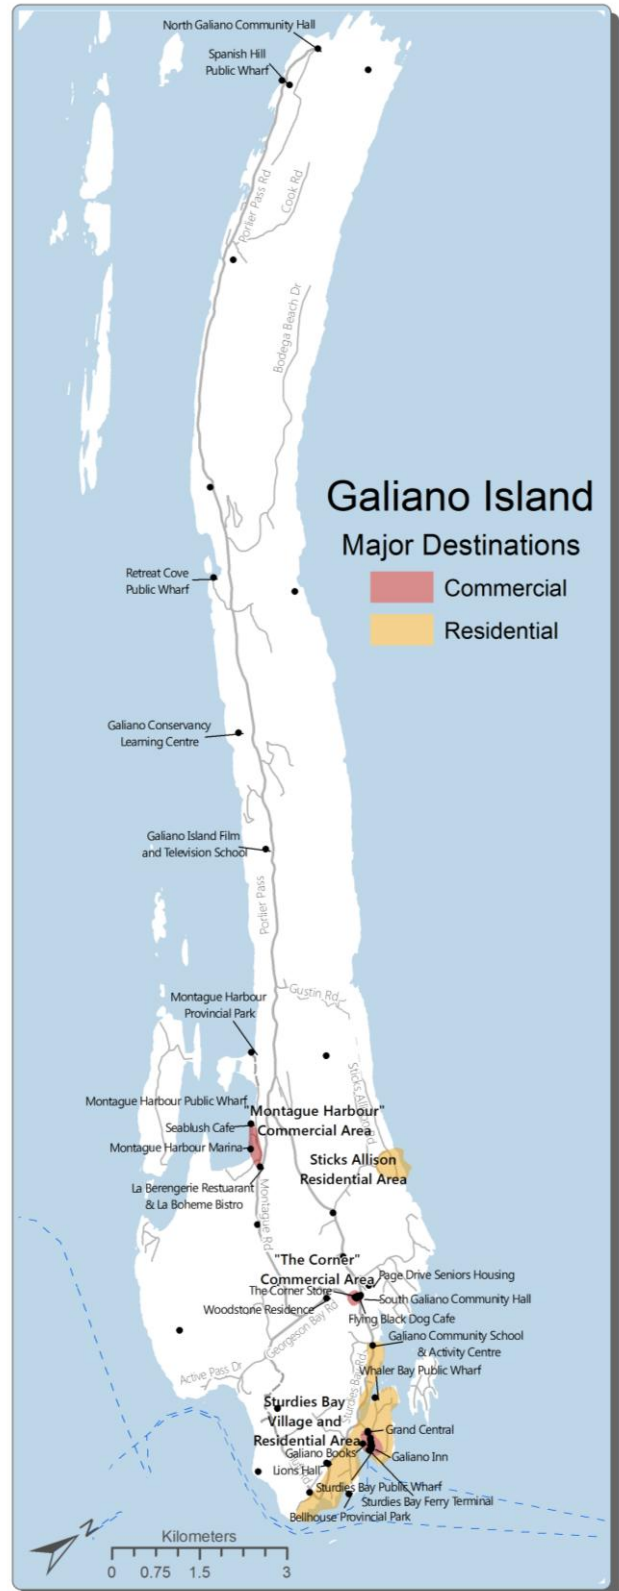 North Galiano Community Hall
Spanish Hill
Public Wharf
Porlier Pass Rd
Cook Rd
Bodega Beach Dr
Galiano Island
Major Destinations
Commercial
Residential
Retreat Cove
Public Wharf
Galiano Conservancy
Learning Centre
Galiano Island Film
and Television School
Porlier Pass
Gustin Rd
Montague Harbour
Provincial Park
Sticks Allison Rd
Montague Harbour Public Wharf
"Montague Harbour"
Commercial Area
Seablush Cafe
Montague Harbour Marina
Sticks Allison
Residential Area
La Berengerie Restuarant
& La Boheme Bistro
Montague Rd
"The Corner"
Commercial Area
Page Drive Seniors Housing
The Corner Store
South Galiano Community Hall
Woodstone Residence
Flying Black Dog Cafe
Georgeson Bay Rd
Galiano Community School
& Activity Centre
Active Pass Dr
Sturdies Bay Rd
Whaler Bay Public Wharf
Sturdies Bay
Village and
Residential Area
Grand Central
Galiano Books
Galiano Inn
Lions Hall
Sturdies Bay Public Wharf
Sturdies Bay Ferry Terminal
Bellhouse Provincial Park
N
Kilometers
0 0.75 1.5 3